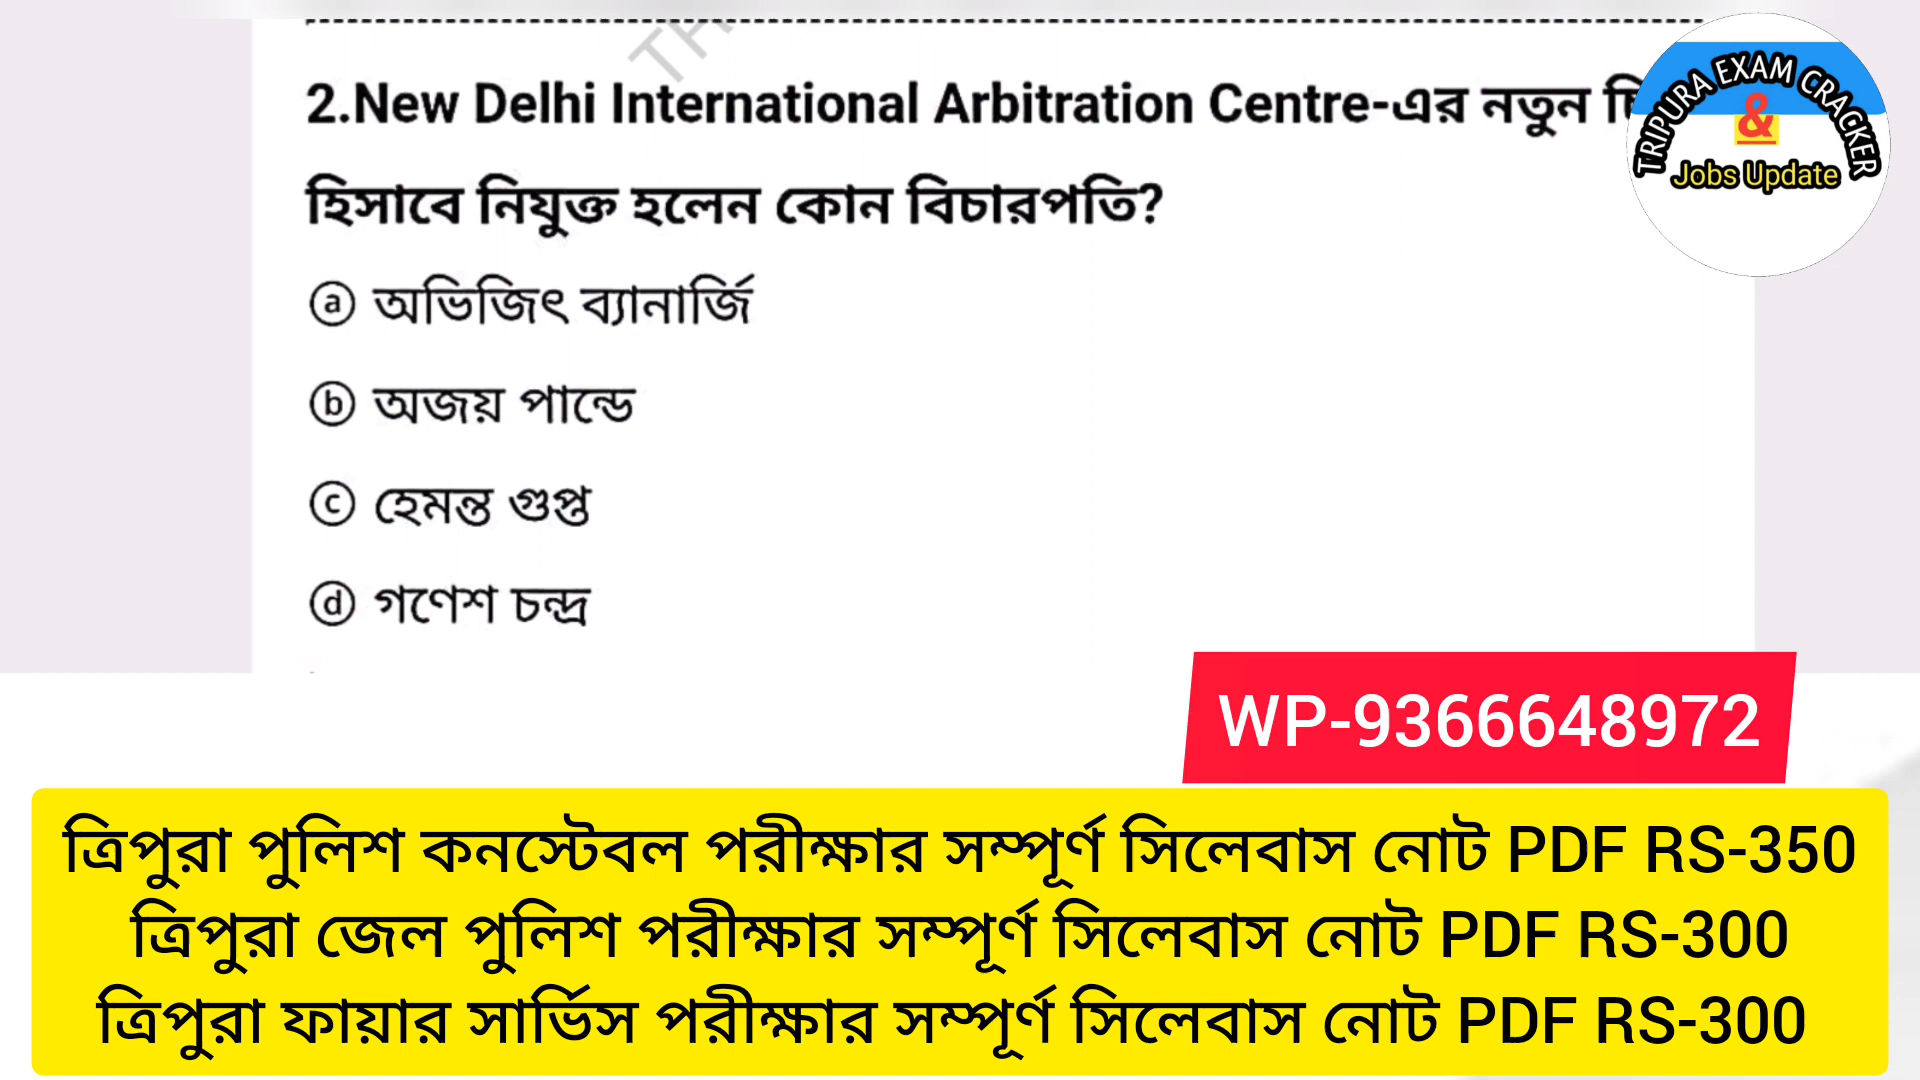 2.New Delhi International Arbitration Centre-এর নতুন
হিসাবে নিযুক্ত হলেন কোন বিচারপতি?
ⓐ অভিজিৎ ব্যানার্জি
ⓑ অজয় পান্ডে
ⓒ হেমন্ত গুপ্ত
ⓓ গণেশ চন্দ্র
TRIPURA EXAM CRACKER
&
Jobs Update
WP-9366648972
ত্রিপুরা পুলিশ কনস্টেবল পরীক্ষার সম্পূর্ণ সিলেবাস নোট PDF RS-350
ত্রিপুরা জেল পুলিশ পরীক্ষার সম্পূর্ণ সিলেবাস নোট PDF RS-300
ত্রিপুরা ফায়ার সার্ভিস পরীক্ষার সম্পূর্ণ সিলেবাস নোট PDF RS-300